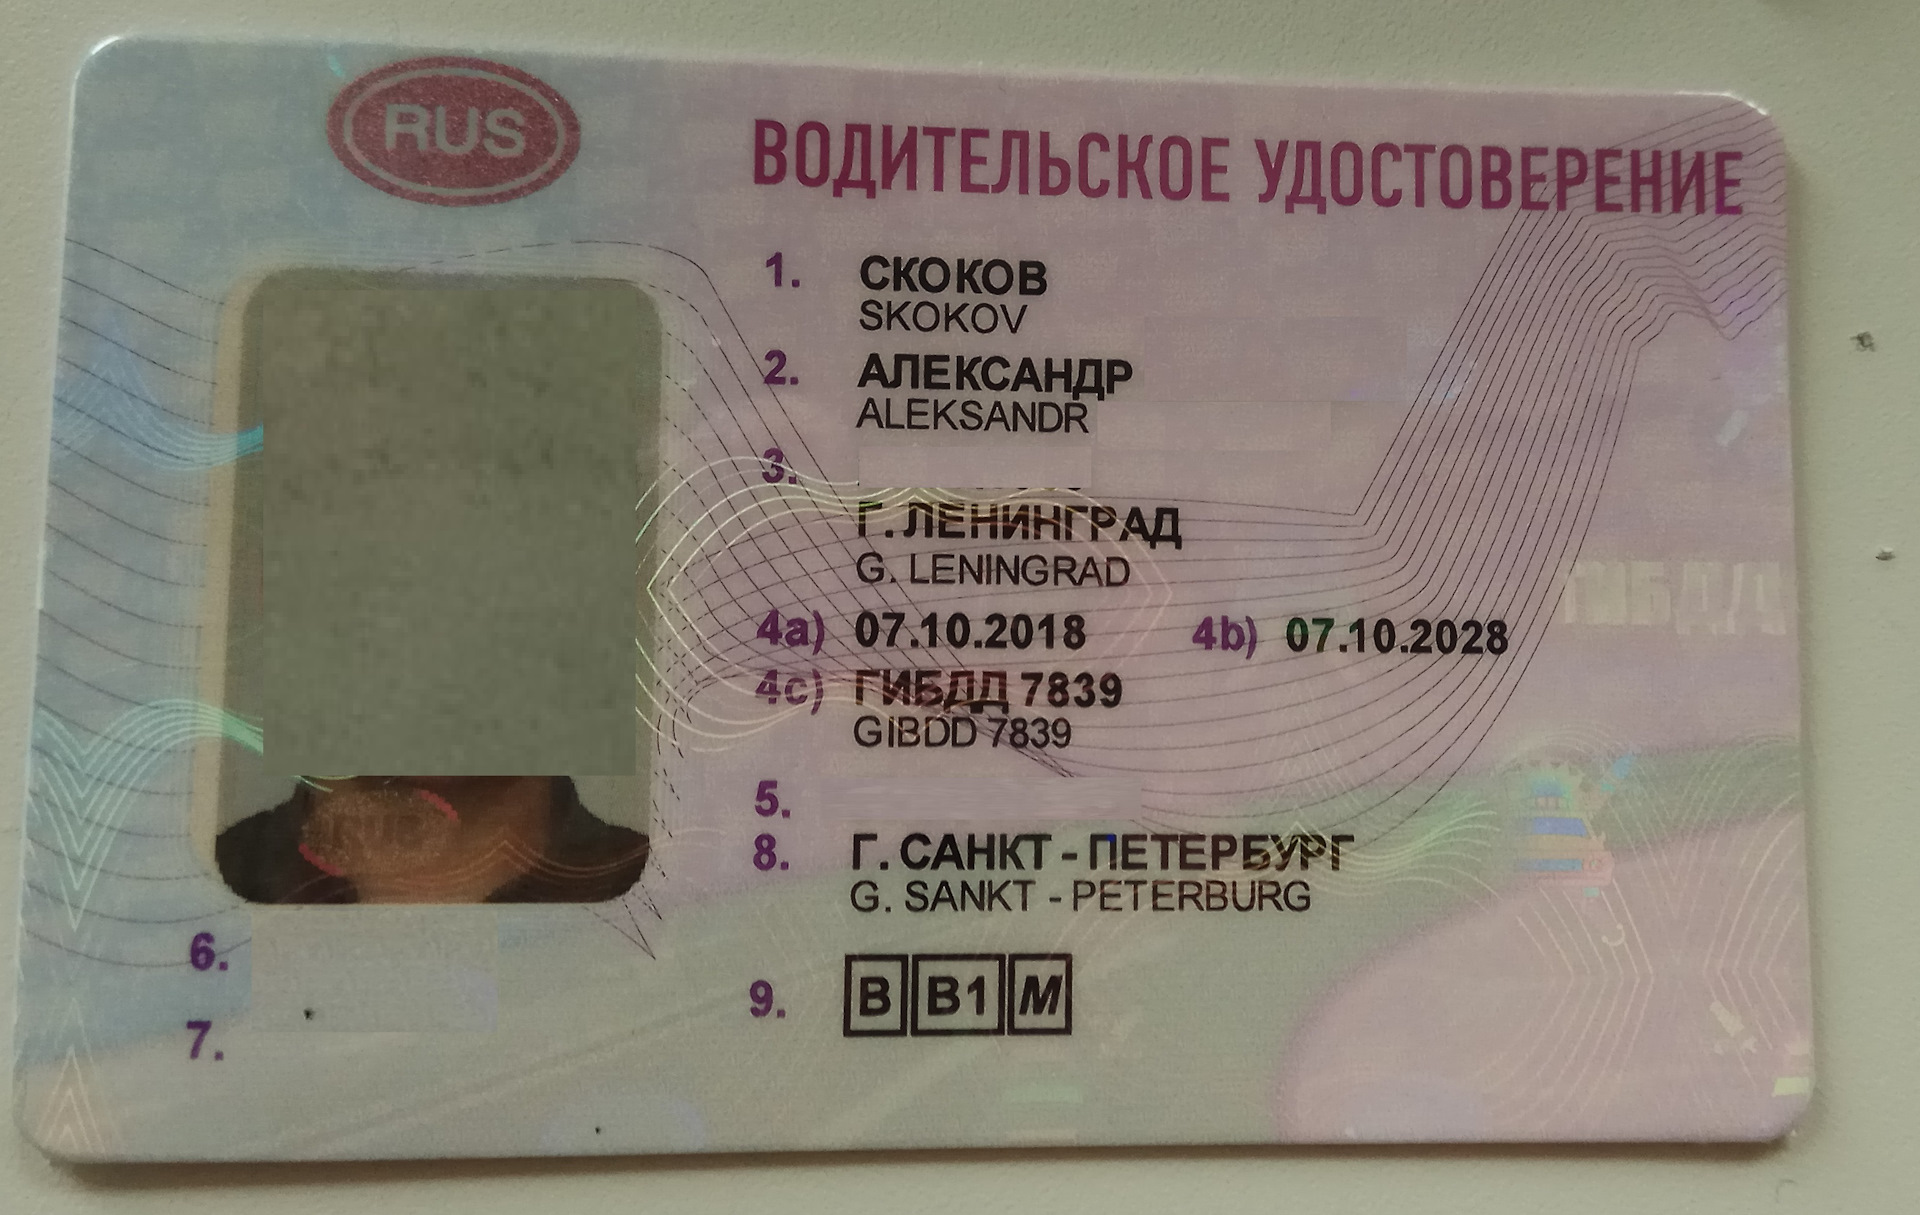 RUS
ВОДИТЕЛЬСКОЕ УДОСТОВЕРЕНИЕ
1. СКОКОВ
SKOKOV
2. АЛЕКСАНДР
ALEKSANDR
3.
Г. ЛЕНИНГРАД
G. LENINGRAD
4a) 07.10.2018 4b) 07.10.2028
ГИБДД
4c) ГИБДД 7839
GIBDD 7839
5.
8. Г. САНКТ - ПЕТЕРБУРГ
G. SANKT - PETERBURG
6.
9. B B1 M
7.